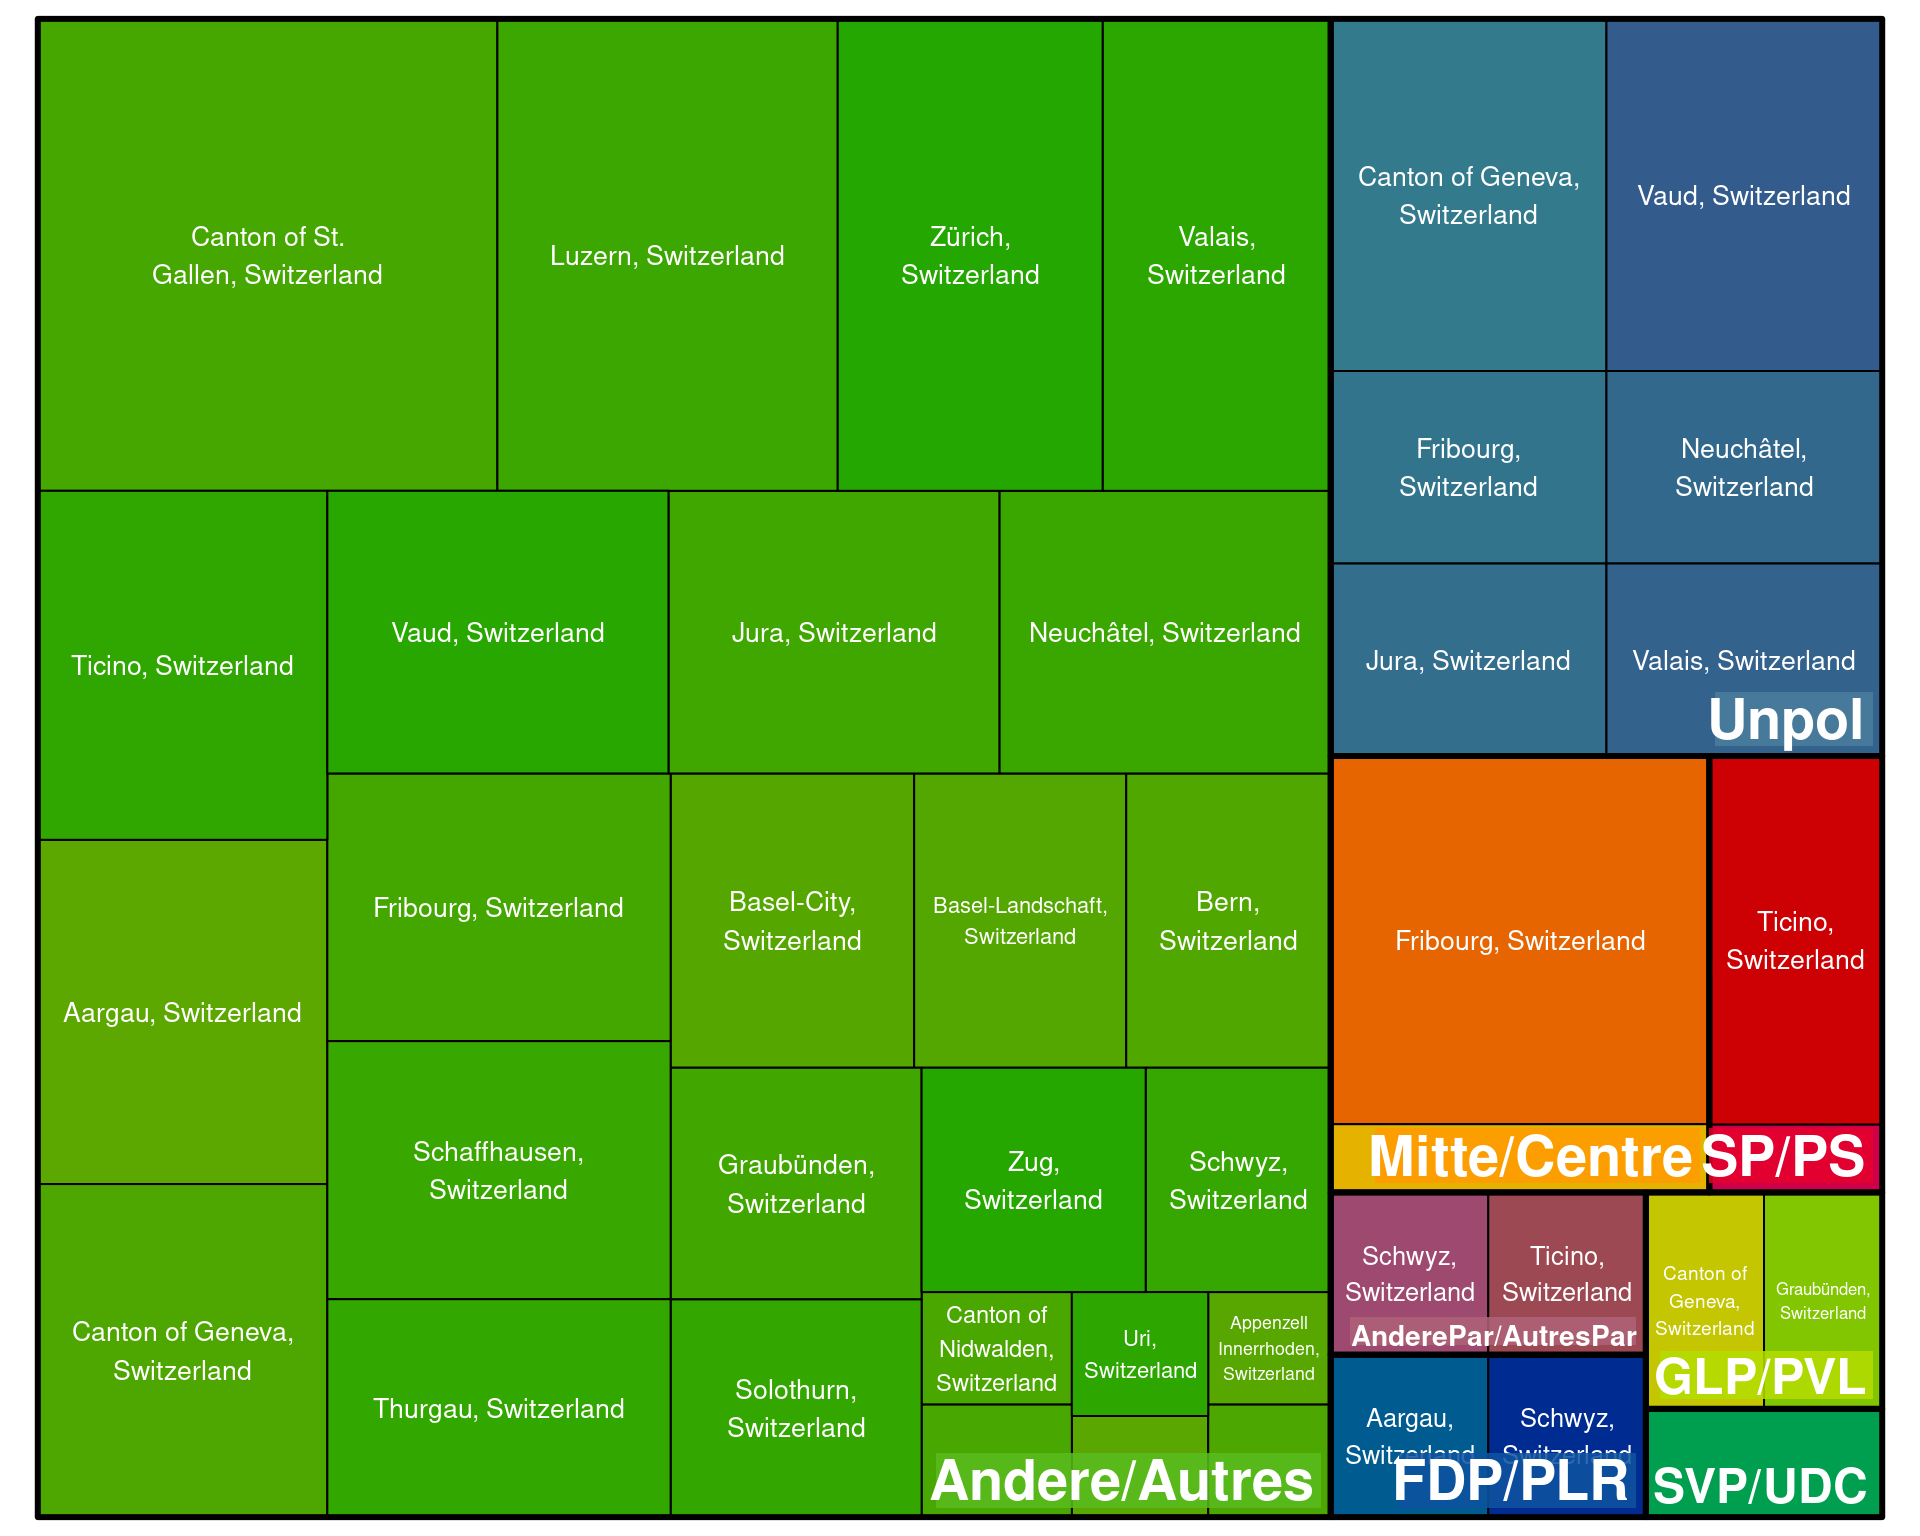 Canton of St.
Gallen, Switzerland
Luzern, Switzerland
Zürich,
Switzerland
Valais,
Switzerland
Ticino, Switzerland
Vaud, Switzerland
Jura, Switzerland
Neuchâtel, Switzerland
Aargau, Switzerland
Fribourg, Switzerland
Basel-City,
Switzerland
Basel-Landschaft,
Switzerland
Bern,
Switzerland
Canton of Geneva,
Switzerland
Schaffhausen,
Switzerland
Graubünden,
Switzerland
Zug,
Switzerland
Schwyz,
Switzerland
Thurgau, Switzerland
Solothurn,
Switzerland
Canton of
Nidwalden,
Switzerland
Uri,
Switzerland
Appenzell
Innerrhoden,
Switzerland
Andere/Autres
Canton of Geneva,
Switzerland
Vaud, Switzerland
Fribourg,
Switzerland
Neuchâtel,
Switzerland
Jura, Switzerland
Valais, Switzerland
Unpol
Fribourg, Switzerland
Mitte/Centre
Ticino,
Switzerland
SP/PS
Schwyz,
Switzerland
Ticino,
Switzerland
AnderePar/AutresPar
Canton of
Geneva,
Switzerland
Graubünden,
Switzerland
GLP/PVL
Aargau,
Switzerland
Schwyz,
Switzerland
FDP/PLR
SVP/UDC